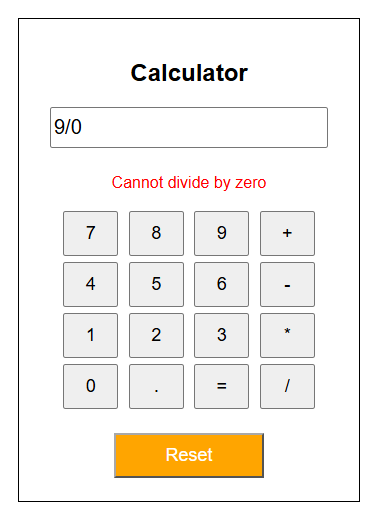 Calculator
9/0
Cannot divide by zero
7 8 9 +
4 5 6 -
1 2 3 *
0 . = /
Reset